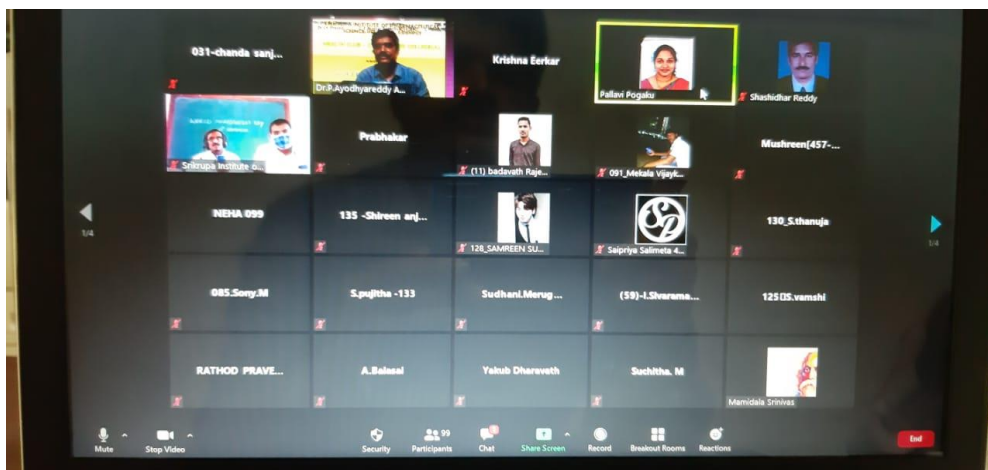 031-chanda sanj...
Dr.P.Ayodhyareddy A...
Krishna Eerkar
Pallavi Pogaku
Shashidhar Reddy
Srikrupa Institute o...
Prabhakar
(11) badavath Raje...
091_Mekala Vijayk...
Mushreen[457-...
NEHA 099
135 -Shireen anj...
128_SAMREEN SU...
SP
Saipriya Salimeta 4...
130_S.thanuja
1/4
1/4
085.Sony.M
S.pujitha -133
Sudhani.Merug...
(59)-I.Sivarama...
125 S.vamshi
RATHOD PRAVE...
A.Balasai
Yakub Dharavath
Suchitha. M
Mamidala Srinivas
Mute
Stop Video
Security
99
Participants
Chat
Share Screen
Record
Breakout Rooms
Reactions
End